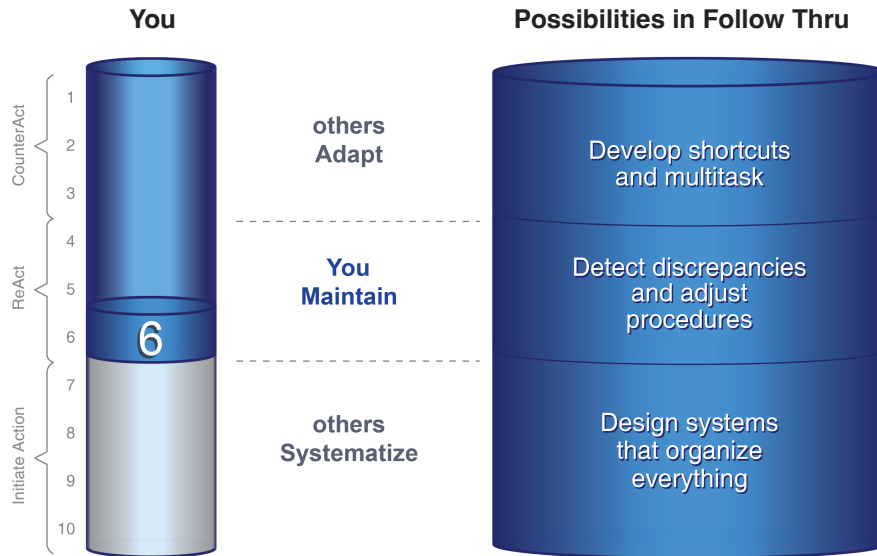 You
Possibilities in Follow Thru
CounterAct
1
2
3
others
Adapt
Develop shortcuts
and multitask
ReAct
4
5
6
6
You
Maintain
Detect discrepancies
and adjust
procedures
Initiate Action
7
8
9
10
others
Systematize
Design systems
that organize
everything